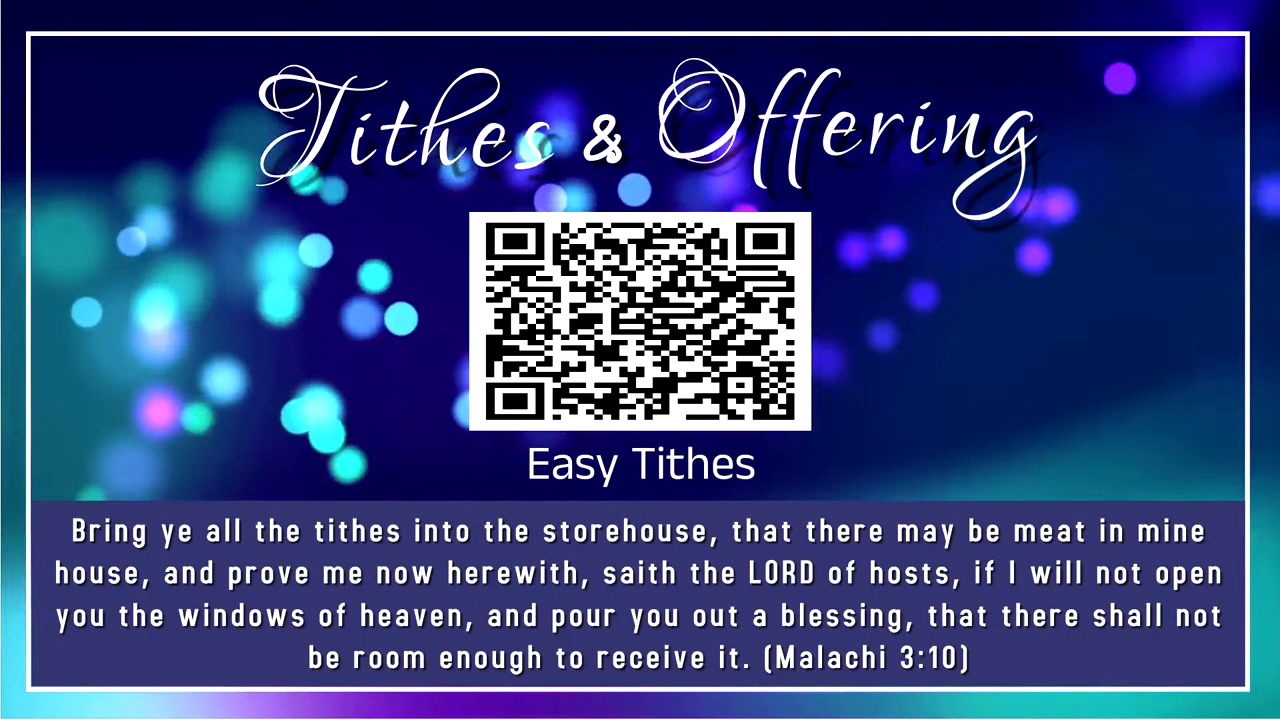 Tithes & Offering
Easy Tithes
Bring ye all the tithes into the storehouse, that there may be meat in mine
house, and prove me now herewith, saith the LORD of hosts, if I will not open
you the windows of heaven, and pour you out a blessing, that there shall not
be room enough to receive it. (Malachi 3:10)